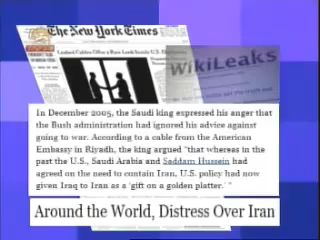 The New York Times
WikiLeaks
In December 2005, the Saudi king expressed his anger that
the Bush administration had ignored his advice against
going to war. According to a cable from the American
Embassy in Riyadh, the king argued "that whereas in the
past the U.S., Saudi Arabia and Saddam Hussein had
agreed on the need to contain Iran, U.S. policy had now
given Iraq to Iran as a 'gift on a golden platter.' "
Around the World, Distress Over Iran